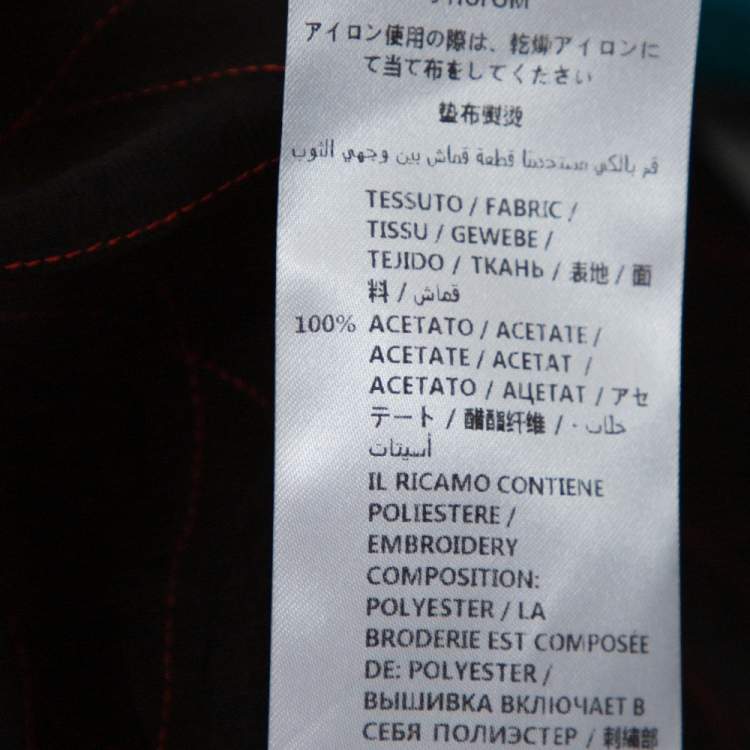 アイロン使用の際は、乾燥アイロンに
て当て布をしてください
垫布熨烫
قم بالكي مستخدمًا قطعة قماش بين وجهي الثوب
TESSUTO / FABRIC /
TISSU / GEWEBE /
TEJIDO / ТКАНЬ / 表地 / 面
料 / قماش
100% ACETATO / ACETATE /
ACETATE / ACETAT /
ACETATO / АЦЕТАТ / アセ
テート / 醋酯纤维 / ·
أسيتات
IL RICAMO CONTIENE
POLIESTERE /
EMBROIDERY
COMPOSITION:
POLYESTER / LA
BRODERIE EST COMPOSÉE
DE: POLYESTER /
ВЫШИВКА ВКЛЮЧАЕТ В
СЕБЯ ПОЛИЭСТЕР / 刺繍部